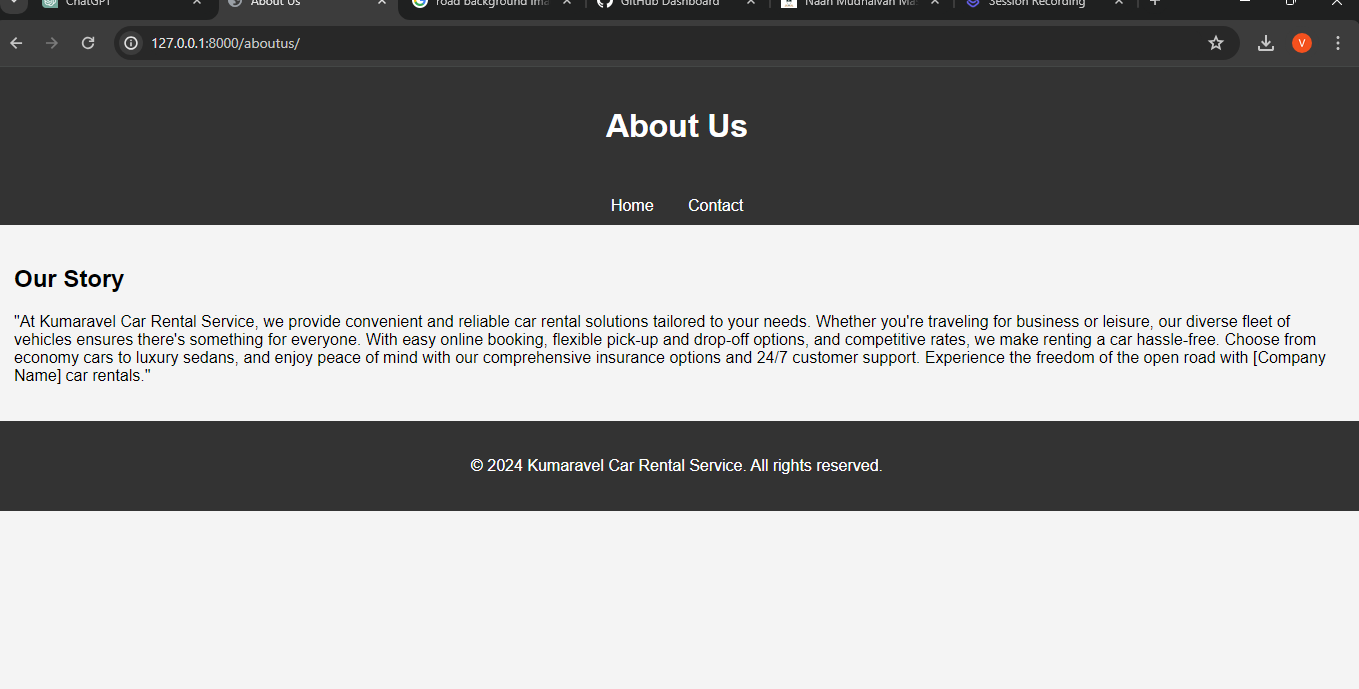 ChatGPT
About Us
road background ima
GitHub Dashboard
Naan Mudhalvan Ma
Session Recording
127.0.0.1:8000/aboutus/
V
About Us
Home Contact
Our Story
"At Kumaravel Car Rental Service, we provide convenient and reliable car rental solutions tailored to your needs. Whether you're traveling for business or leisure, our diverse fleet of
vehicles ensures there's something for everyone. With easy online booking, flexible pick-up and drop-off options, and competitive rates, we make renting a car hassle-free. Choose from
economy cars to luxury sedans, and enjoy peace of mind with our comprehensive insurance options and 24/7 customer support. Experience the freedom of the open road with [Company
Name] car rentals."
© 2024 Kumaravel Car Rental Service. All rights reserved.